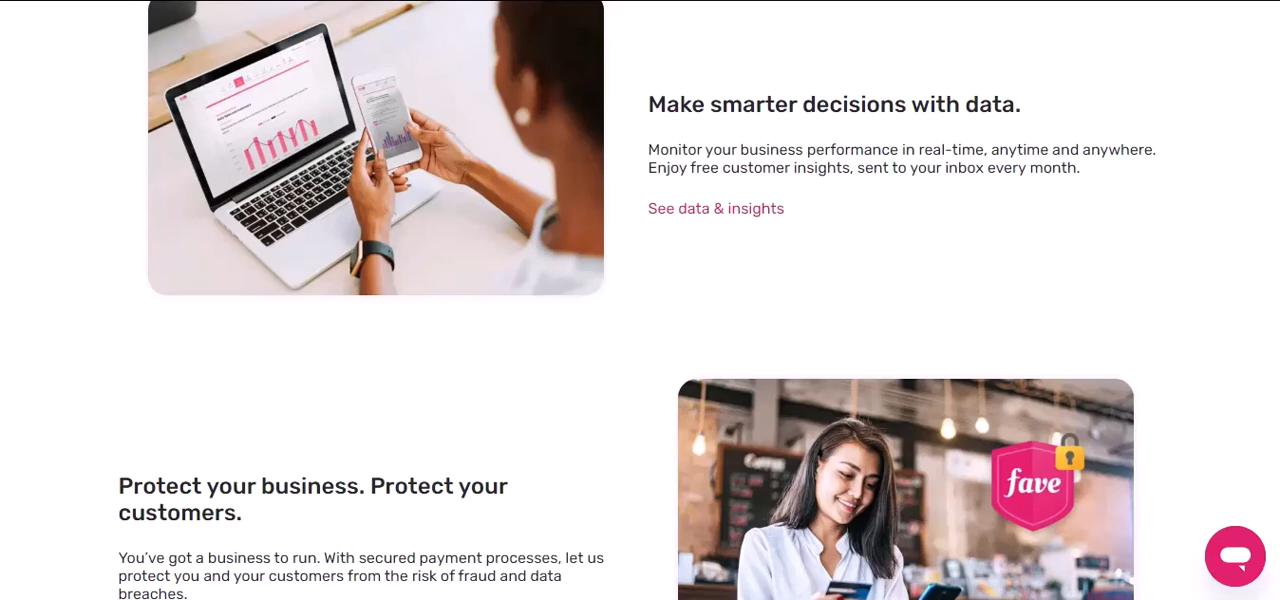 Make smarter decisions with data.
Monitor your business performance in real-time, anytime and anywhere.
Enjoy free customer insights, sent to your inbox every month.
See data & insights
Protect your business. Protect your
customers.
You’ve got a business to run. With secured payment processes, let us
protect you and your customers from the risk of fraud and data
breaches.
fave